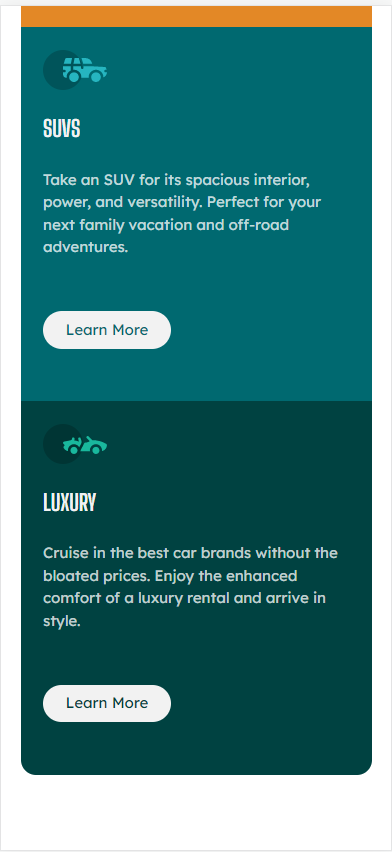 SUVS
Take an SUV for its spacious interior,
power, and versatility. Perfect for your
next family vacation and off-road
adventures.
Learn More
LUXURY
Cruise in the best car brands without the
bloated prices. Enjoy the enhanced
comfort of a luxury rental and arrive in
style.
Learn More